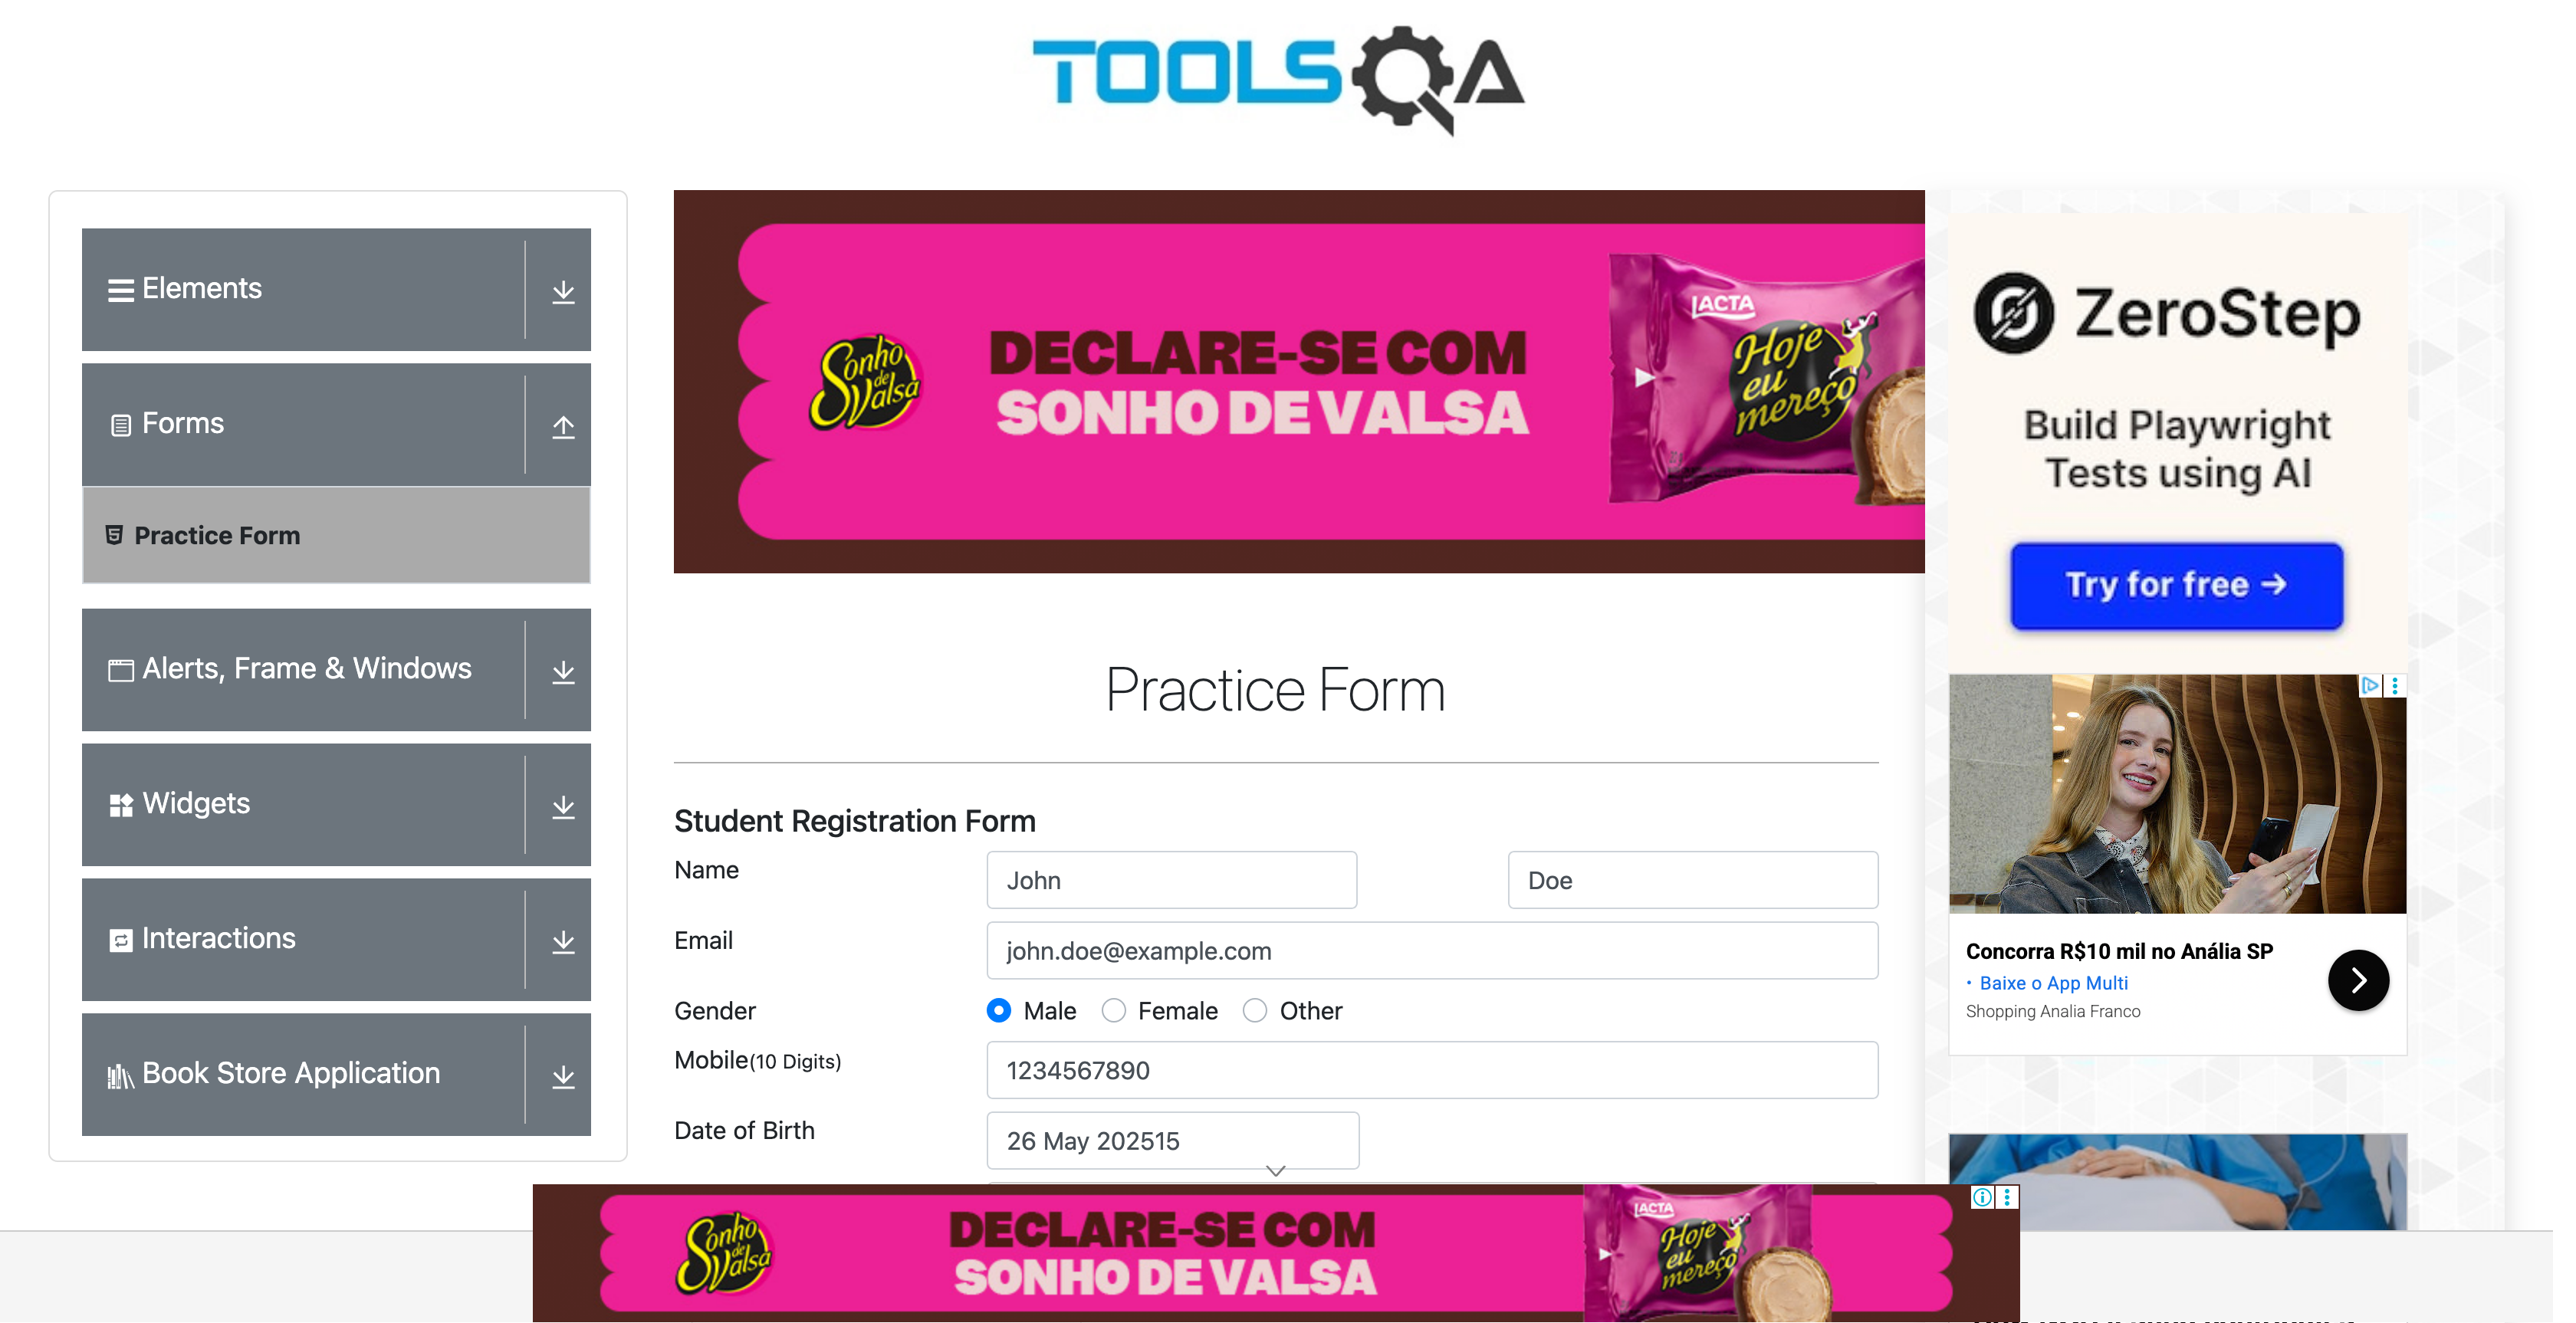 TOOLSQA
Elements
Forms
Practice Form
Alerts, Frame & Windows
Widgets
Interactions
Book Store Application
Sonho de Valsa
DECLARE-SE COM
SONHO DE VALSA
LACTA
Hoje
eu
mereço
Practice Form
Student Registration Form
Name
John
Doe
Email
john.doe@example.com
Gender
Male
Female
Other
Mobile(10 Digits)
1234567890
Date of Birth
26 May 202515
ZeroStep
Build Playwright
Tests using AI
Try for free →
Concorra R$10 mil no Anália SP
• Baixe o App Multi
Shopping Analia Franco
Sonho de Valsa
DECLARE-SE COM
SONHO DE VALSA
LACTA
Hoje
eu
mereço